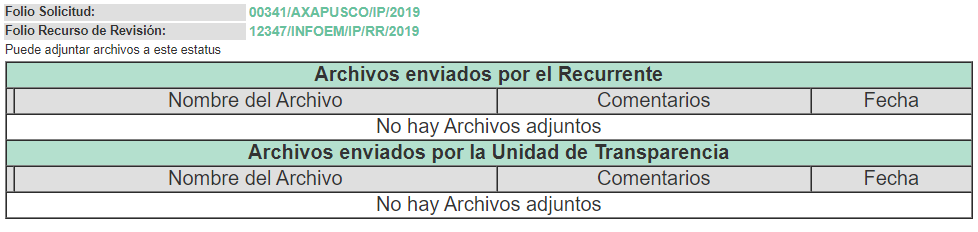 Folio Solicitud: 00341/AXAPUSCO/IP/2019
Folio Recurso de Revisión: 12347/INFOEM/IP/RR/2019
Puede adjuntar archivos a este estatus
Archivos enviados por el Recurrente
Nombre del Archivo Comentarios Fecha
No hay Archivos adjuntos
Archivos enviados por la Unidad de Transparencia
Nombre del Archivo Comentarios Fecha
No hay Archivos adjuntos